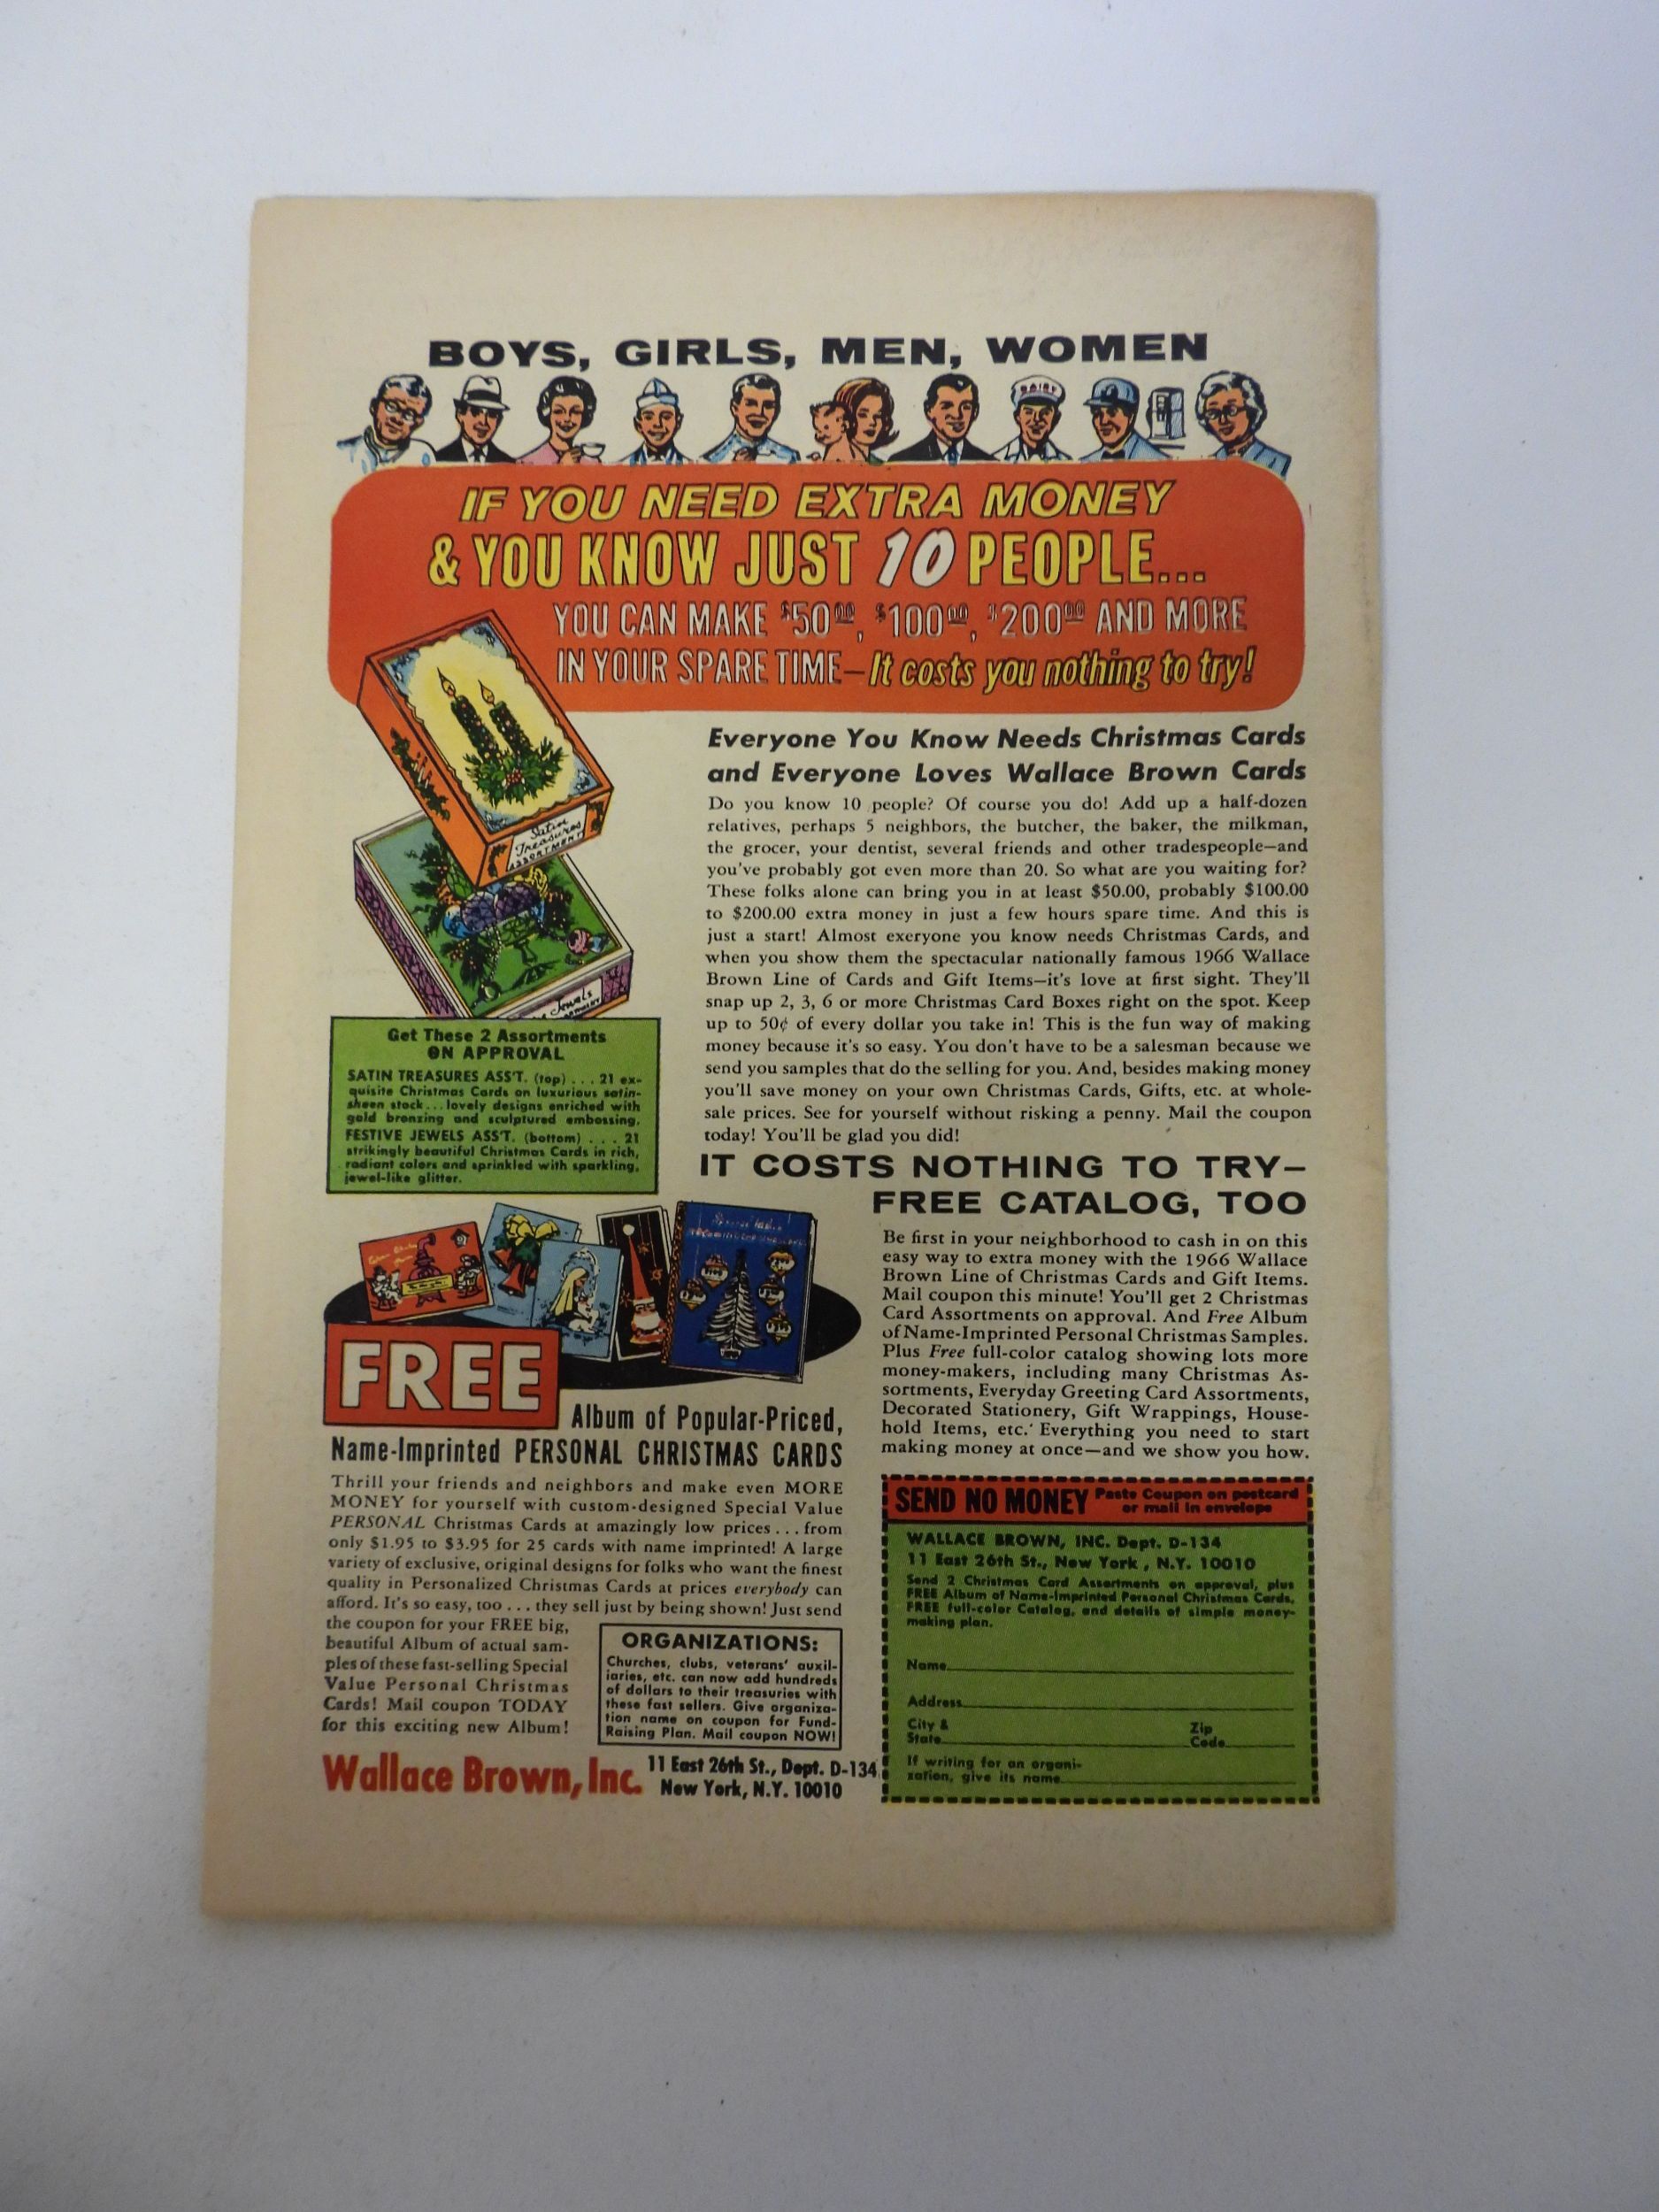 BOYS, GIRLS, MEN, WOMEN
DAIRY
IF YOU NEED EXTRA MONEY
& YOU KNOW JUST 10 PEOPLE...
YOU CAN MAKE $50.00, $100.00, $200.00 AND MORE
IN YOUR SPARE TIME—It costs you nothing to try!
Satin
Treasures
ASSORTMENT
Jewels
Everyone You Know Needs Christmas Cards
and Everyone Loves Wallace Brown Cards
Do you know 10 people? Of course you do! Add up a half-dozen
relatives, perhaps 5 neighbors, the butcher, the baker, the milkman,
the grocer, your dentist, several friends and other tradespeople—and
you've probably got even more than 20. So what are you waiting for?
These folks alone can bring you in at least $50.00, probably $100.00
to $200.00 extra money in just a few hours spare time. And this is
just a start! Almost exeryone you know needs Christmas Cards, and
when you show them the spectacular nationally famous 1966 Wallace
Brown Line of Cards and Gift Items—it's love at first sight. They'll
snap up 2, 3, 6 or more Christmas Card Boxes right on the spot. Keep
up to 50¢ of every dollar you take in! This is the fun way of making
money because it's so easy. You don't have to be a salesman because we
send you samples that do the selling for you. And, besides making money
you'll save money on your own Christmas Cards, Gifts, etc. at whole-
sale prices. See for yourself without risking a penny. Mail the coupon
today! You'll be glad you did!
Get These 2 Assortments
ON APPROVAL
SATIN TREASURES ASS'T. (top) . . . 21 ex-
quisite Christmas Cards on luxurious satin-
sheen stock . . . lovely designs enriched with
gold bronzing and sculptured embossing.
FESTIVE JEWELS ASS'T. (bottom) . . . 21
strikingly beautiful Christmas Cards in rich,
radiant colors and sprinkled with sparkling,
jewel-like glitter.
IT COSTS NOTHING TO TRY—
FREE CATALOG, TOO
Be first in your neighborhood to cash in on this
easy way to extra money with the 1966 Wallace
Brown Line of Christmas Cards and Gift Items.
Mail coupon this minute! You'll get 2 Christmas
Card Assortments on approval. And Free Album
of Name-Imprinted Personal Christmas Samples.
Plus Free full-color catalog showing lots more
money-makers, including many Christmas As-
sortments, Everyday Greeting Card Assortments,
Decorated Stationery, Gift Wrappings, House-
hold Items, etc. Everything you need to start
making money at once—and we show you how.
FREE
Album of Popular-Priced,
Name-Imprinted PERSONAL CHRISTMAS CARDS
Thrill your friends and neighbors and make even MORE
MONEY for yourself with custom-designed Special Value
PERSONAL Christmas Cards at amazingly low prices . . . from
only $1.95 to $3.95 for 25 cards with name imprinted! A large
variety of exclusive, original designs for folks who want the finest
quality in Personalized Christmas Cards at prices everybody can
afford. It's so easy, too . . . they sell just by being shown! Just send
the coupon for your FREE big,
beautiful Album of actual sam-
ples of these fast-selling Special
Value Personal Christmas
Cards! Mail coupon TODAY
for this exciting new Album!
ORGANIZATIONS:
Churches, clubs, veterans' auxil-
iaries, etc. can now add hundreds
of dollars to their treasuries with
these fast sellers. Give organiza-
tion name on coupon for Fund-
Raising Plan. Mail coupon NOW!
Wallace Brown, Inc. 11 East 26th St., Dept. D-134
New York, N.Y. 10010
SEND NO MONEY Paste Coupon on postcard
or mail in envelope
WALLACE BROWN, INC. Dept. D-134
11 East 26th St., New York , N.Y. 10010
Send 2 Christmas Card Assortments on approval, plus
FREE Album of Name-Imprinted Personal Christmas Cards,
FREE full-color Catalog, and details of simple money-
making plan.
Name
Address
City & Zip
State Code
If writing for an organi-
zation, give its name